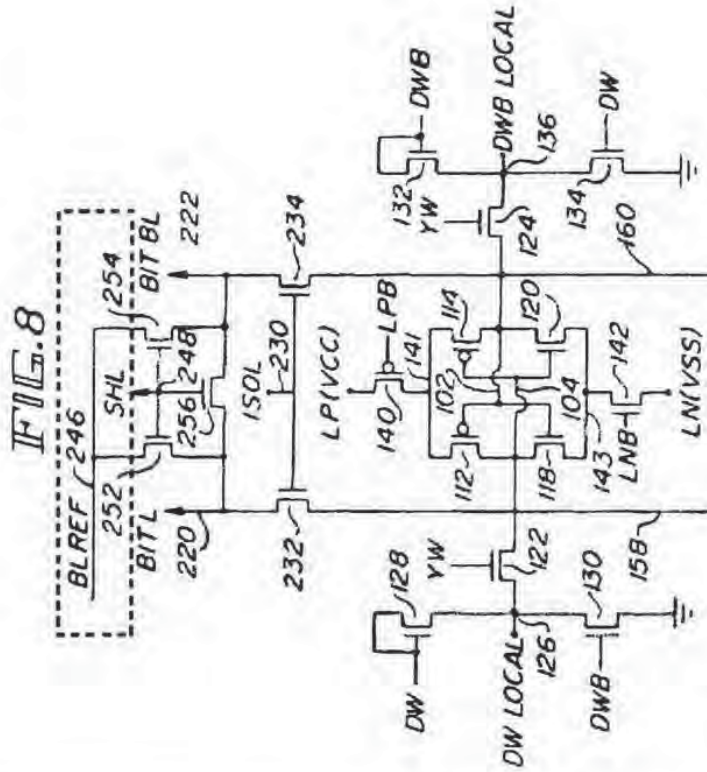 FIG.8
BLREF 246
252
SHL
254
BIT BL
222
BITL
220
248
256
232
ISOL
230
234
LP(VCC)
LPB
140
141
112
102
114
118
104
120
143
LNB
142
LN(VSS)
158
160
DW
128
YW
122
DW LOCAL
126
130
DWB
DWB
132
YW
124
DWB LOCAL
136
134
DW